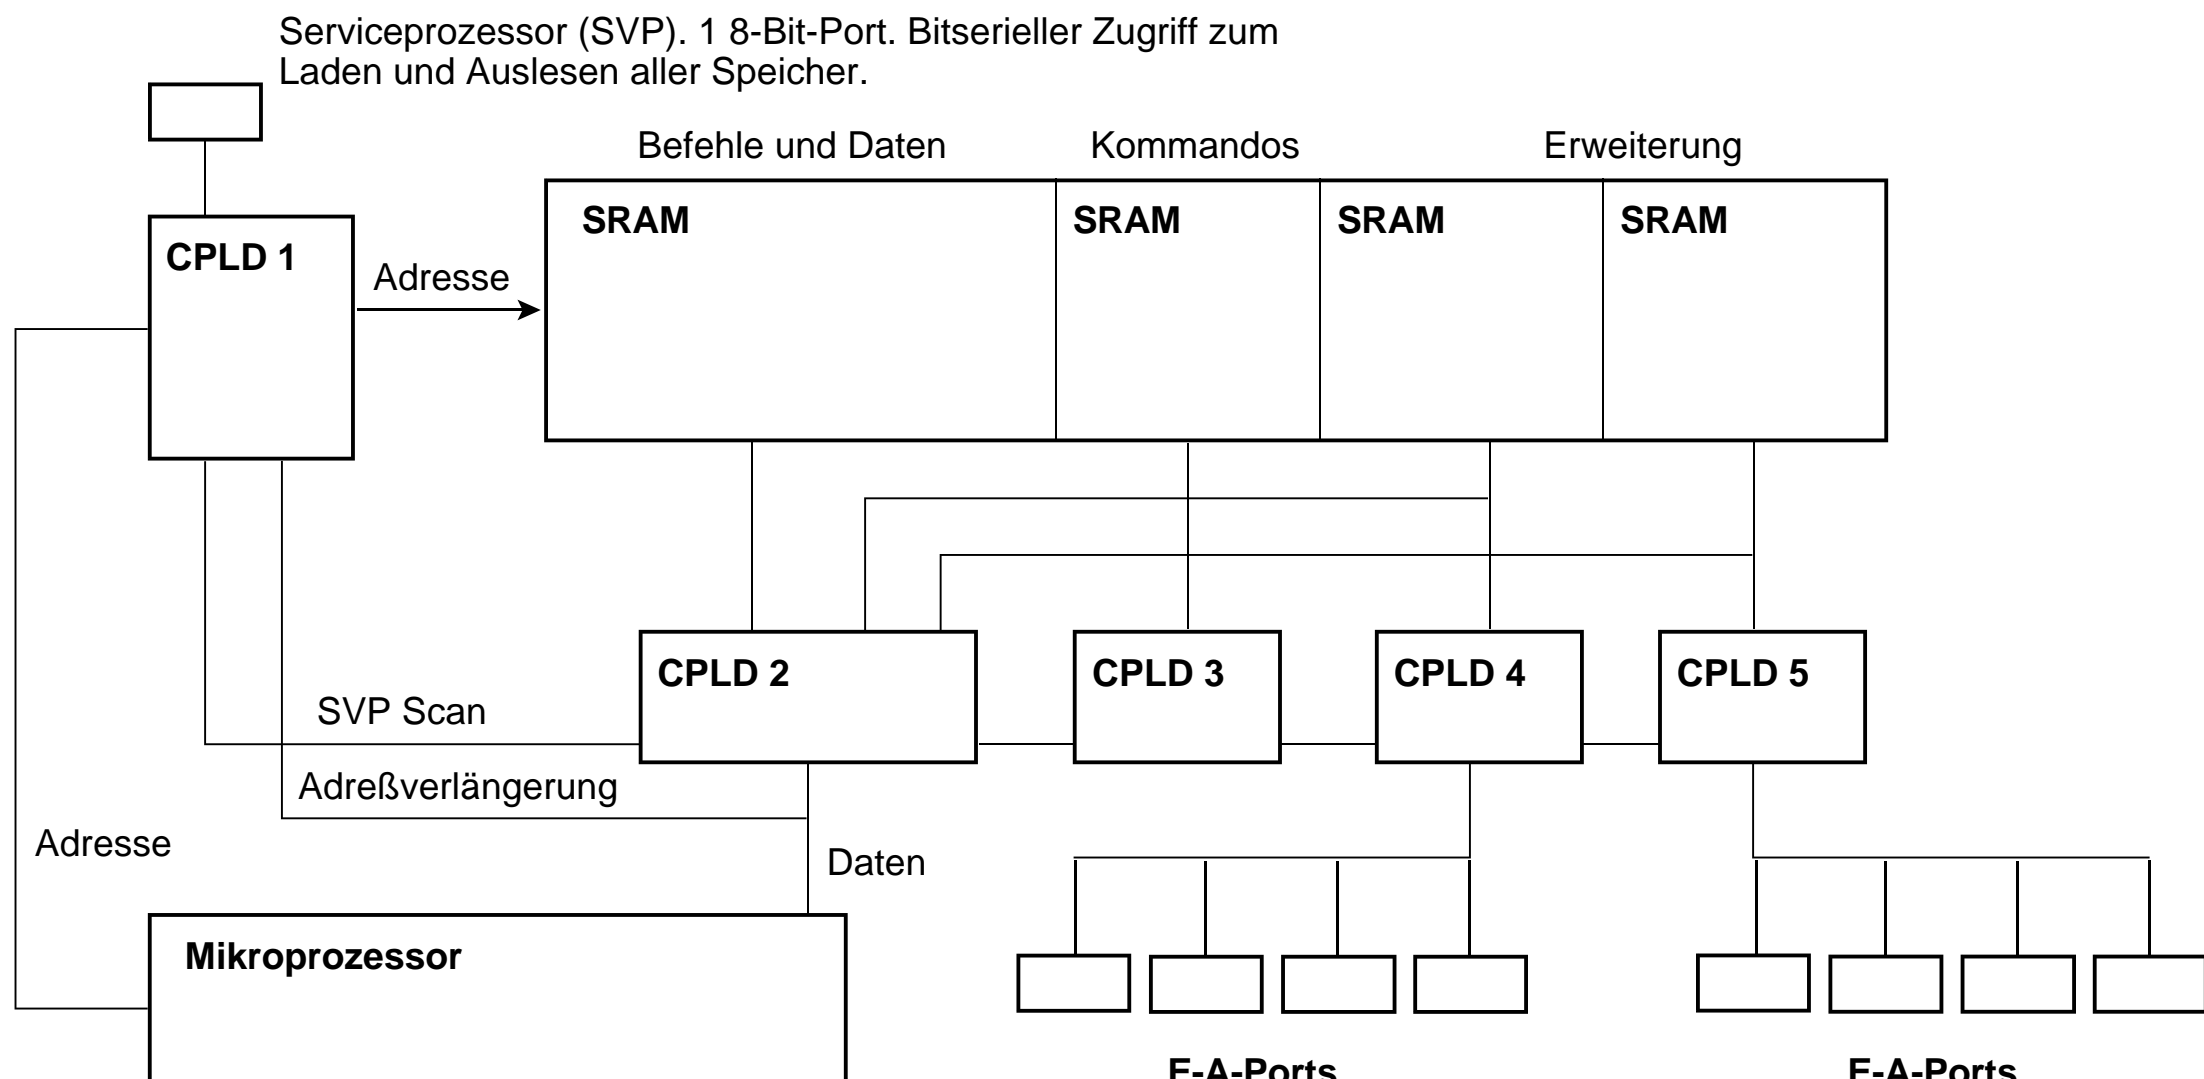 Serviceprozessor (SVP). 1 8-Bit-Port. Bitserieller Zugriff zum
Laden und Auslesen aller Speicher.
Befehle und Daten
Kommandos
Erweiterung
SRAM
SRAM
SRAM
SRAM
CPLD 1
Adresse
CPLD 2
CPLD 3
CPLD 4
CPLD 5
SVP Scan
Adreßverlängerung
Adresse
Daten
Mikroprozessor
E-A-Ports
E-A-Ports